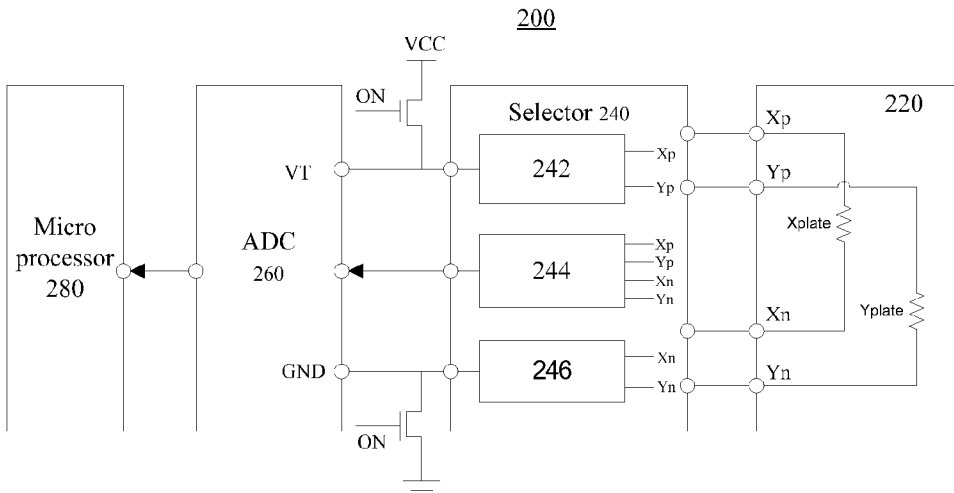 200
VCC
ON
Selector 240
220
Xp
VT
242
Xp
Yp
Yp
Xplate
Micro
processor
280
ADC
260
244
Xp
Yp
Xn
Yn
Xn
Yplate
GND
246
Xn
Yn
Yn
ON